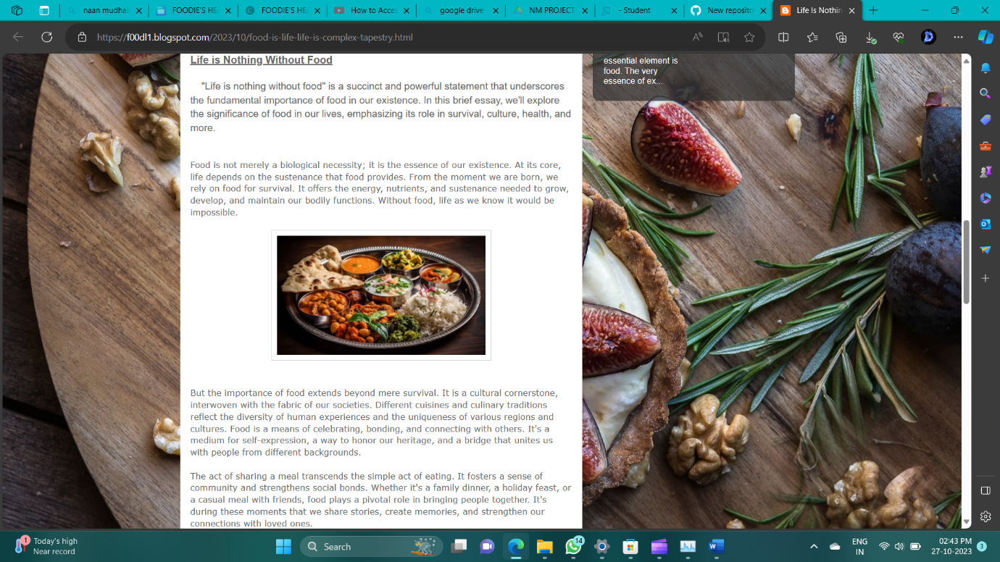 naan mudhal
FOODIE'S HEA
FOODIE'S HEA
How to Acces
google drive
NM PROJECT
- Student
New reposito
Life Is Nothin
https://f00dl1.blogspot.com/2023/10/food-is-life-life-is-complex-tapestry.html
Life is Nothing Without Food
"Life is nothing without food" is a succinct and powerful statement that underscores
the fundamental importance of food in our existence. In this brief essay, we'll explore
the significance of food in our lives, emphasizing its role in survival, culture, health, and
more.
Food is not merely a biological necessity; it is the essence of our existence. At its core,
life depends on the sustenance that food provides. From the moment we are born, we
rely on food for survival. It offers the energy, nutrients, and sustenance needed to grow,
develop, and maintain our bodily functions. Without food, life as we know it would be
impossible.
But the importance of food extends beyond mere survival. It is a cultural cornerstone,
interwoven with the fabric of our societies. Different cuisines and culinary traditions
reflect the diversity of human experiences and the uniqueness of various regions and
cultures. Food is a means of celebrating, bonding, and connecting with others. It's a
medium for self-expression, a way to honor our heritage, and a bridge that unites us
with people from different backgrounds.
The act of sharing a meal transcends the simple act of eating. It fosters a sense of
community and strengthens social bonds. Whether it's a family dinner, a holiday feast, or
a casual meal with friends, food plays a pivotal role in bringing people together. It's
during these moments that we share stories, create memories, and strengthen our
connections with loved ones.
essential element is
food. The very
essence of ex...
1
Today's high
Near record
Search
14
ENG
IN
02:43 PM
27-10-2023
3